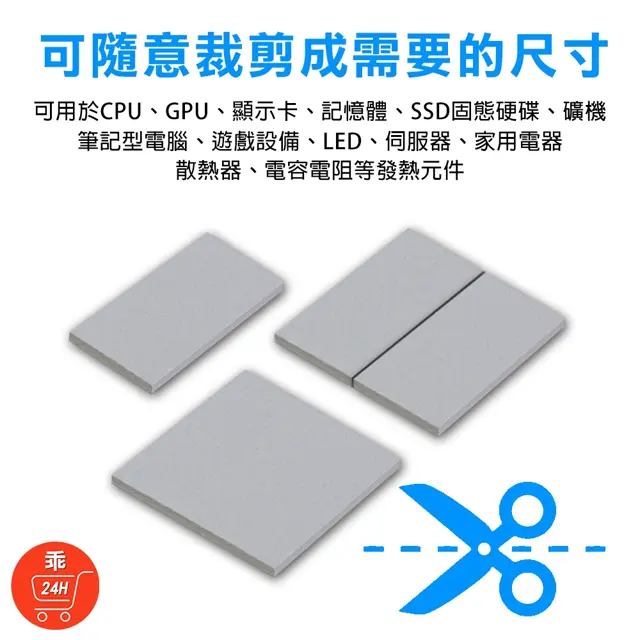 可隨意裁剪成需要的尺寸
可用於CPU、GPU、顯示卡、記憶體、SSD固態硬碟、礦機
筆記型電腦、遊戲設備、LED、伺服器、家用電器
散熱器、電容電阻等發熱元件
乖
24H